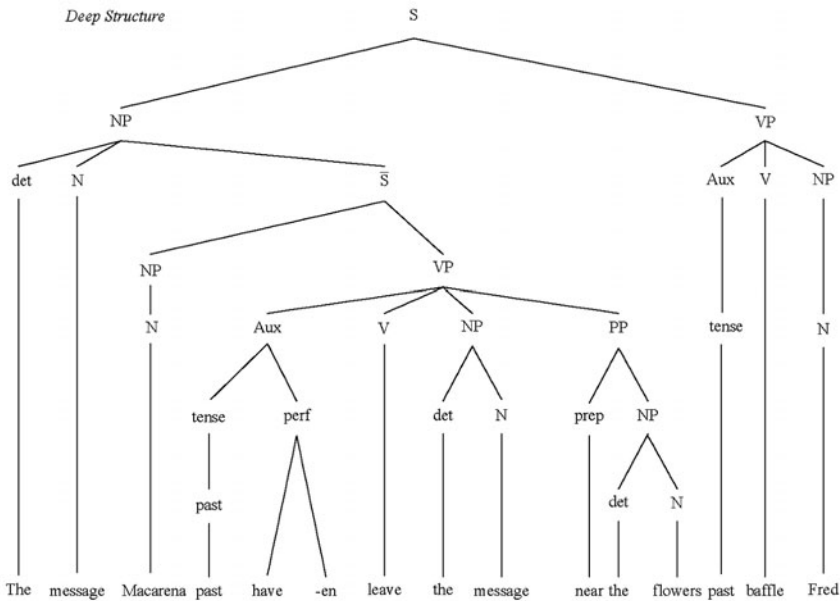 Deep Structure S
NP VP
det N S̅ Aux V NP
NP VP
N Aux V NP PP tense N
tense perf det N prep NP
past det N
The message Macarena past have -en leave the message near the flowers past baffle Fred